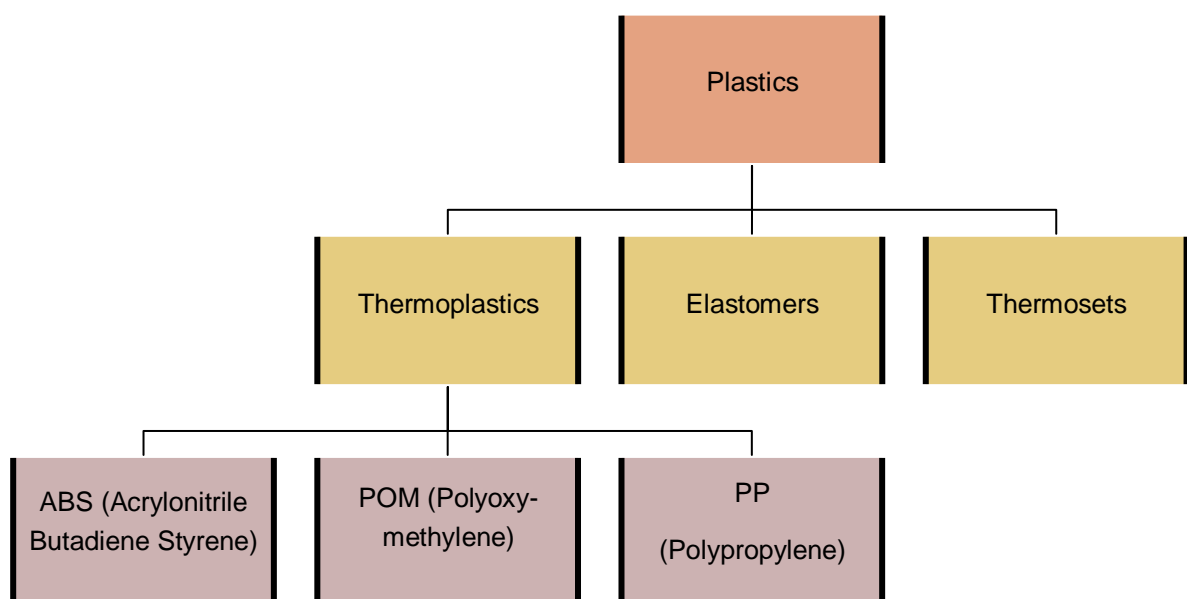 Plastics
Thermoplastics
Elastomers
Thermosets
ABS (Acrylonitrile
Butadiene Styrene)
POM (Polyoxy-
methylene)
PP
(Polypropylene)